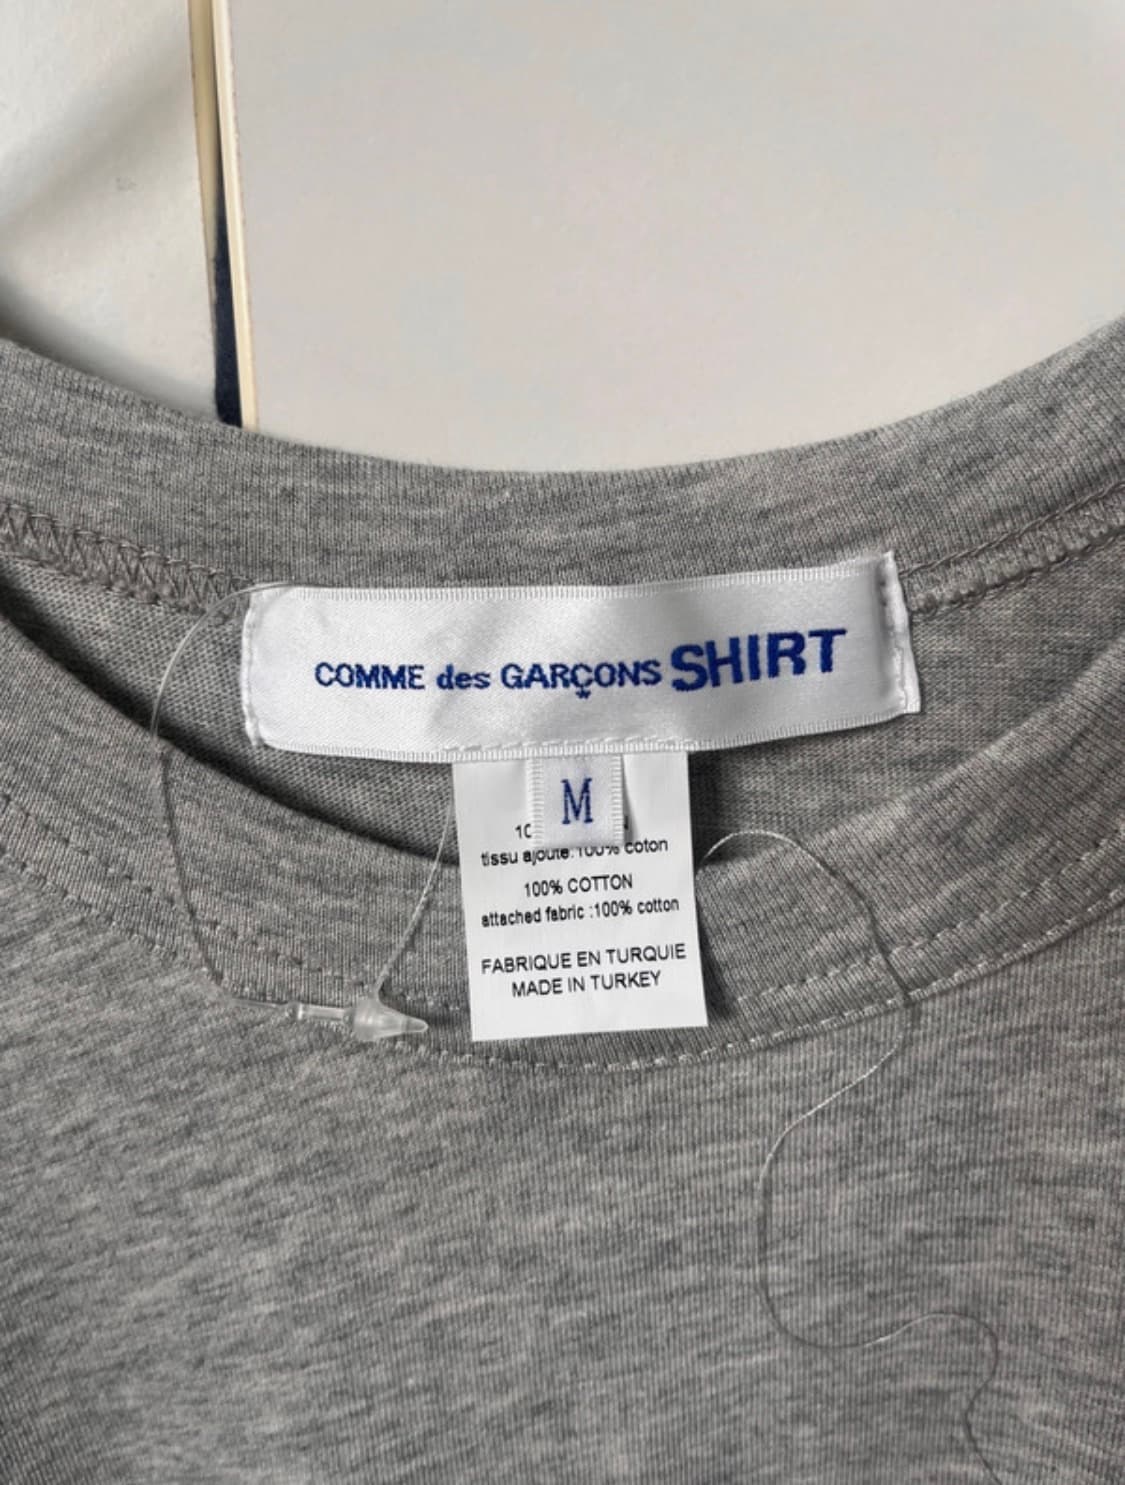 COMME des GARÇONS SHIRT
M
tissu ajoute:100% coton
100% COTTON
attached fabric :100% cotton
FABRIQUE EN TURQUIE
MADE IN TURKEY